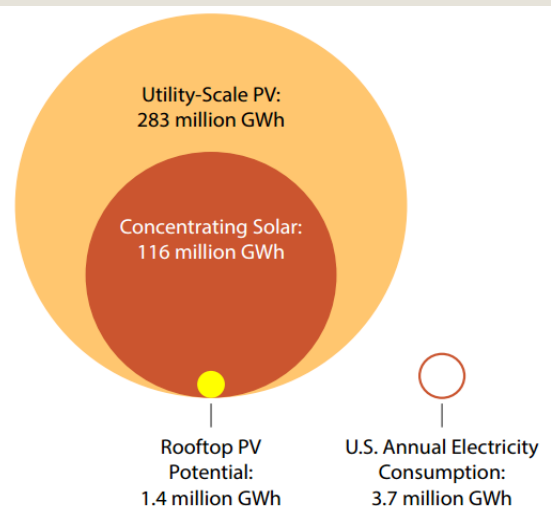 Utility-Scale PV:
283 million GWh
Concentrating Solar:
116 million GWh
Rooftop PV
Potential:
1.4 million GWh
U.S. Annual Electricity
Consumption:
3.7 million GWh